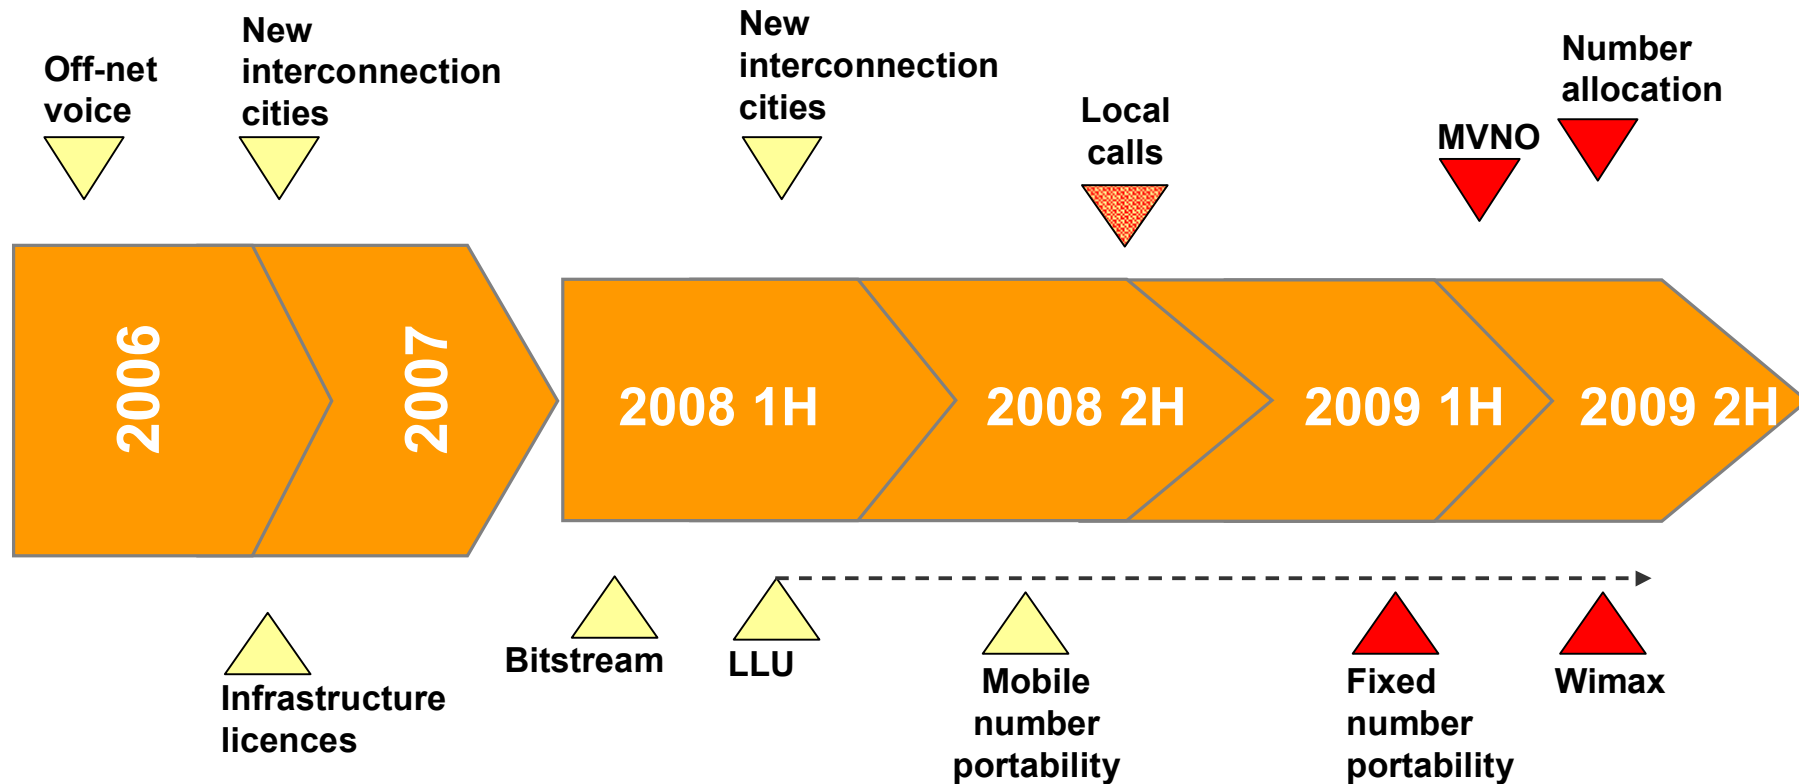 Off-net
voice
New
interconnection
cities
New
interconnection
cities
Local
calls
MVNO
Number
allocation
2006
2007
2008 1H
2008 2H
2009 1H
2009 2H
Infrastructure
licences
Bitstream
LLU
Mobile
number
portability
Fixed
number
portability
Wimax